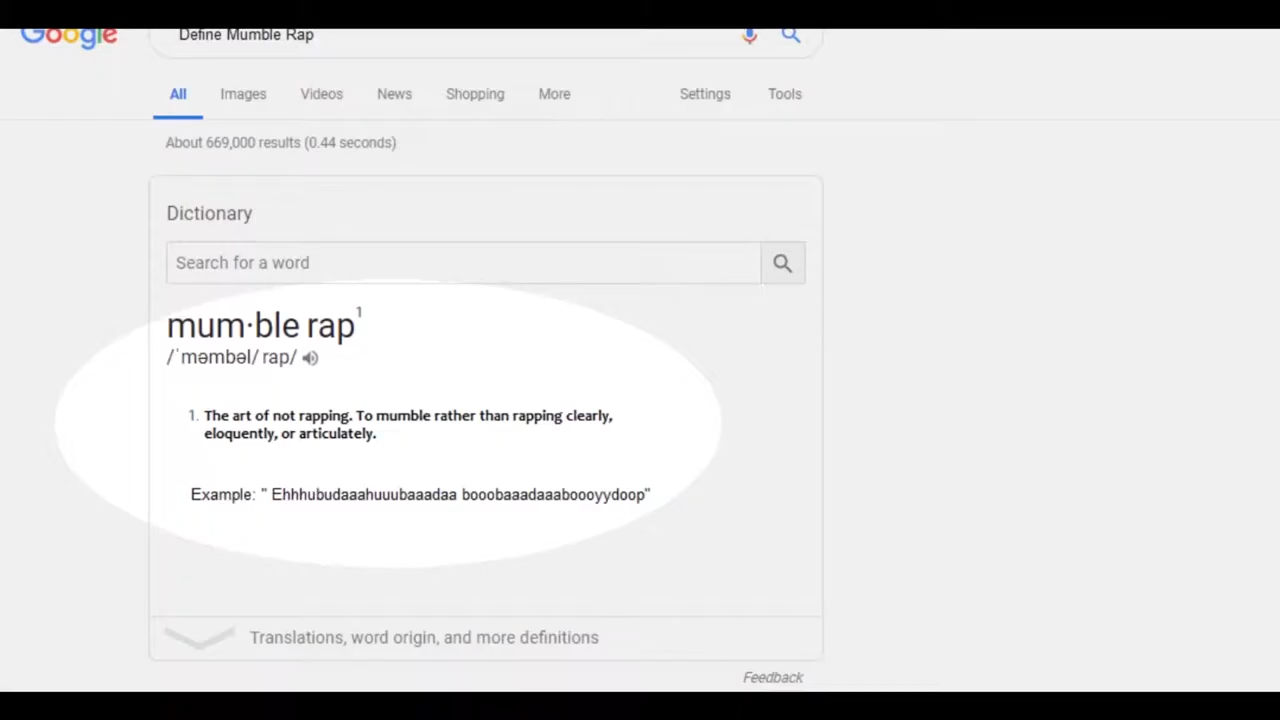 Google
Define Mumble Rap
All Images Videos News Shopping More Settings Tools
About 669,000 results (0.44 seconds)
Dictionary
Search for a word
mum·ble rap¹
/ˈməmbəl/ rap/
1. The art of not rapping. To mumble rather than rapping clearly,
eloquently, or articulately.
Example: " Ehhhubudaaahuuubaaadaa booobaaadaaaboooyydoop"
Translations, word origin, and more definitions
Feedback